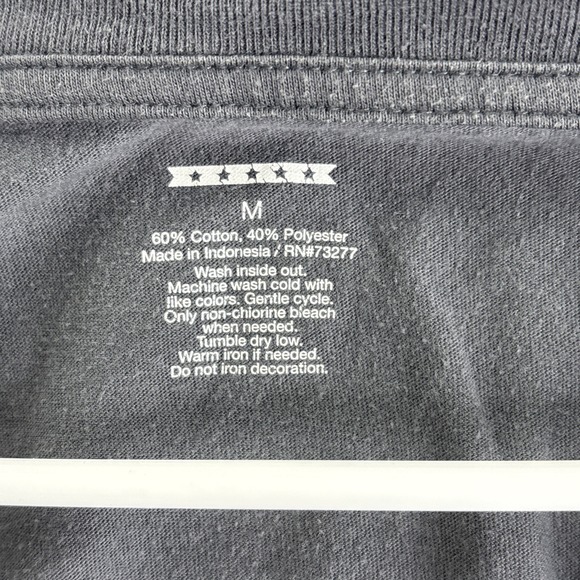 M
60% Cotton, 40% Polyester
Made in Indonesia / RN#73277
Wash inside out.
Machine wash cold with
like colors. Gentle cycle.
Only non-chlorine bleach
when needed.
Tumble dry low.
Warm iron if needed.
Do not iron decoration.